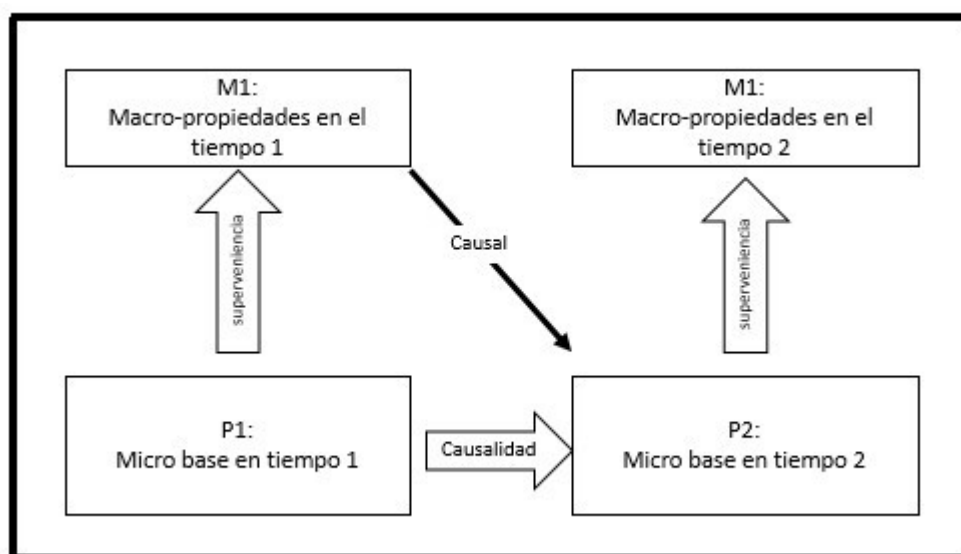 M1:
Macro-propiedades en el
tiempo 1
M1:
Macro-propiedades en el
tiempo 2
superveniencia
Causal
superveniencia
P1:
Micro base en tiempo 1
Causalidad
P2:
Micro base en tiempo 2